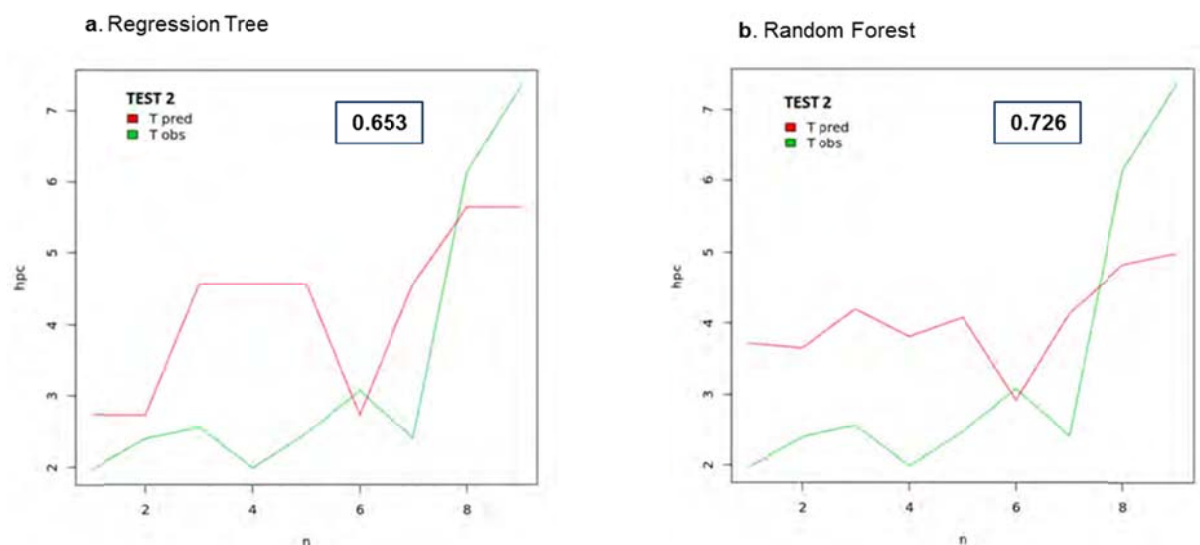 a. Regression Tree
TEST 2
T pred
T obs
0.653
7
6
5
4
3
2
hpc
2 4 6 8
n
b. Random Forest
TEST 2
T pred
T obs
0.726
7
6
5
4
3
2
hpc
2 4 6 8
n